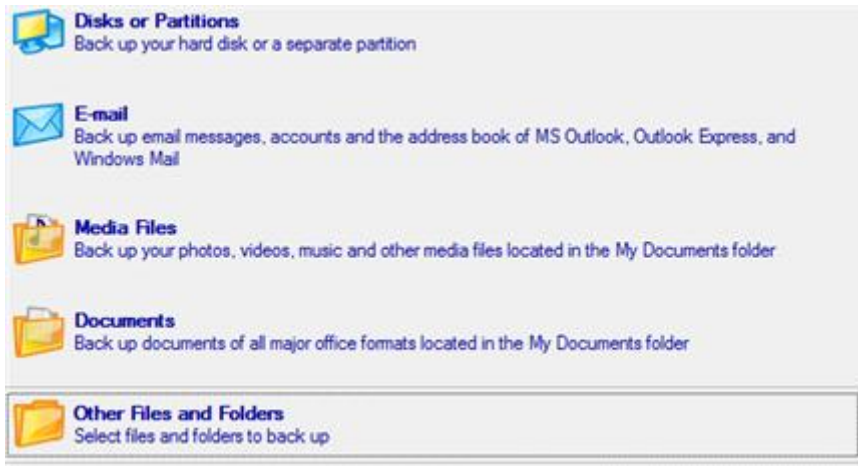 Disks or Partitions
Back up your hard disk or a separate partition
E-mail
Back up email messages, accounts and the address book of MS Outlook, Outlook Express, and
Windows Mail
Media Files
Back up your photos, videos, music and other media files located in the My Documents folder
Documents
Back up documents of all major office formats located in the My Documents folder
Other Files and Folders
Select files and folders to back up